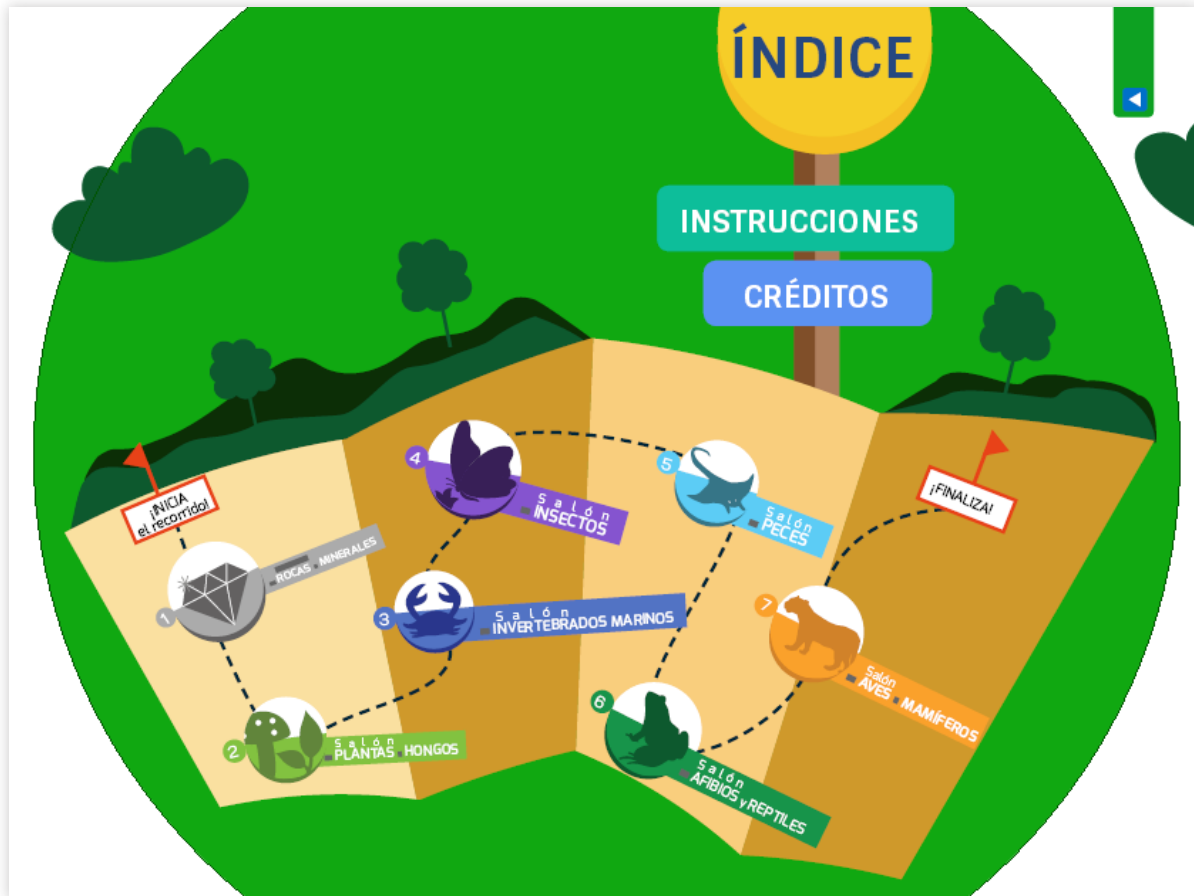 ÍNDICE
INSTRUCCIONES
CRÉDITOS
¡INICIA
el recorrido!
1
ROCAS MINERALES
2
Salón
PLANTAS HONGOS
3
Salón
INVERTEBRADOS MARINOS
4
Salón
INSECTOS
5
Salón
PECES
6
Salón
AFIBIOS y REPTILES
7
Salón
AVES MAMÍFEROS
¡FINALIZA!